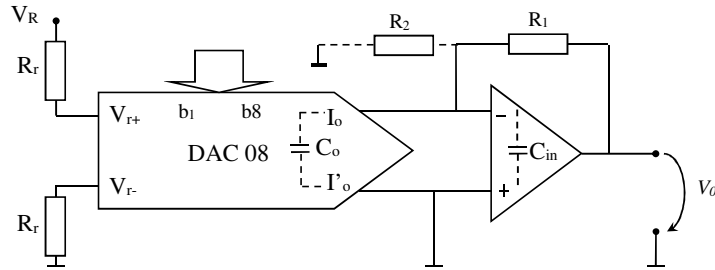 V_R
R_2
R_1
R_r
V_r+
b_1 b8
I_o
DAC 08
C_o
−
C_in
V_r-
I'_o
+
R_r
V_0